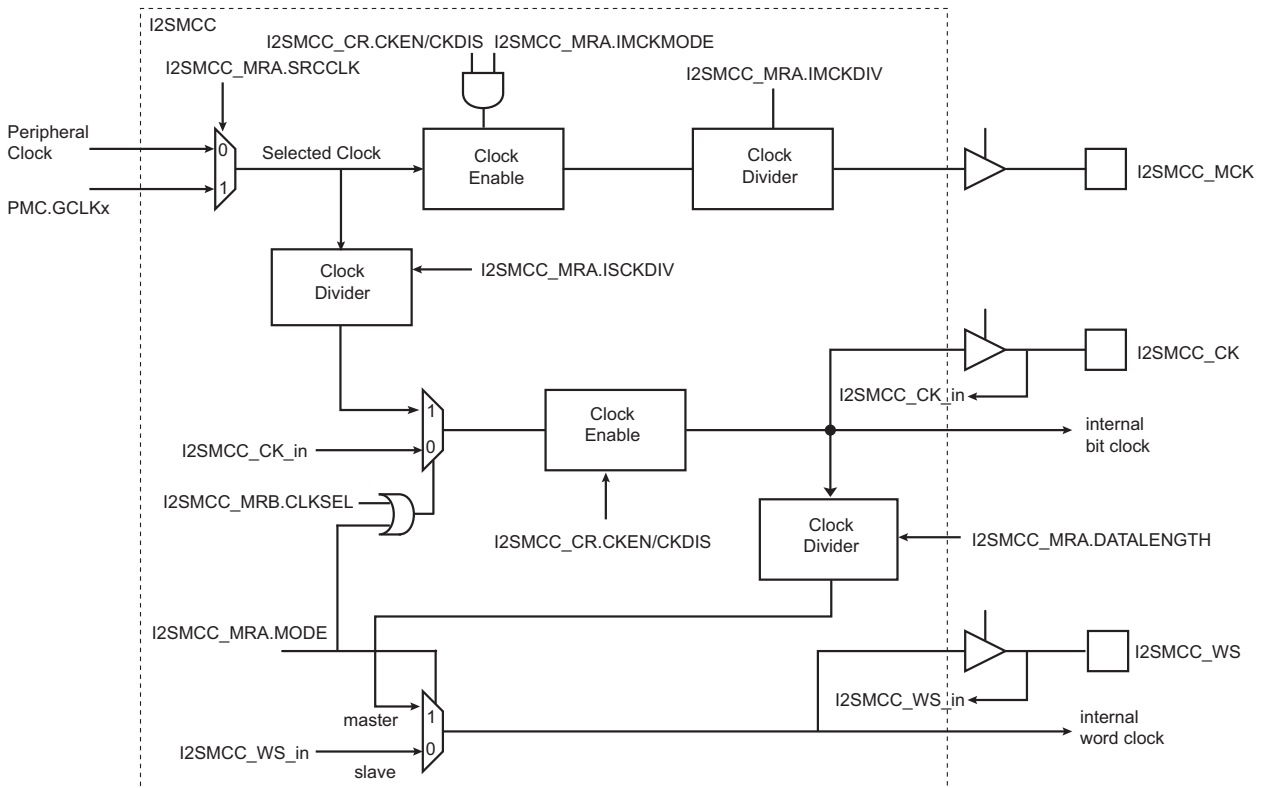 I2SMCC
I2SMCC_CR.CKEN/CKDIS
I2SMCC_MRA.IMCKMODE
I2SMCC_MRA.SRCCLK
I2SMCC_MRA.IMCKDIV
Peripheral
Clock
0
1
Selected Clock
Clock
Enable
Clock
Divider
I2SMCC_MCK
PMC.GCLKx
Clock
Divider
I2SMCC_MRA.ISCKDIV
I2SMCC_CK
I2SMCC_CK_in
1
0
Clock
Enable
internal
bit clock
I2SMCC_CK_in
I2SMCC_MRB.CLKSEL
I2SMCC_CR.CKEN/CKDIS
Clock
Divider
I2SMCC_MRA.DATALENGTH
I2SMCC_MRA.MODE
I2SMCC_WS
I2SMCC_WS_in
master
1
0
internal
word clock
I2SMCC_WS_in
slave